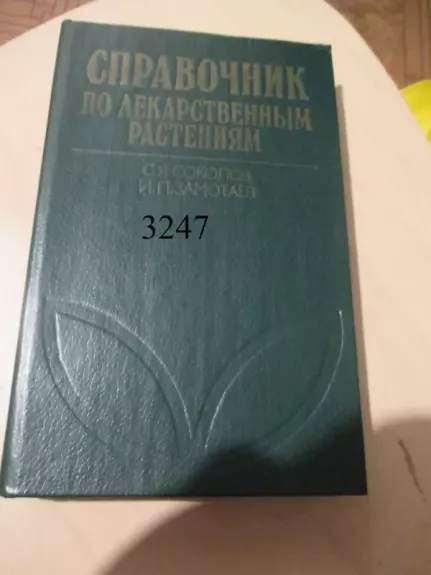 СПРАВОЧНИК
ПО ЛЕКАРСТВЕННЫМ
РАСТЕНИЯМ
С.Я.СОКОЛОВ,
И.П.ЗАМОТАЕВ
3247